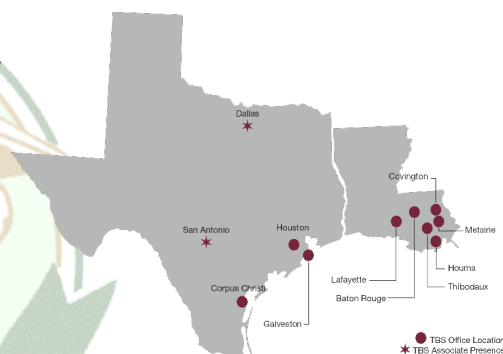 Dallas
Covington
San Antonio
Houston
Metairie
Houma
Lafayette
Thibodaux
Corpus Christi
Baton Rouge
Galveston
TBS Office Location
TBS Associate Presence